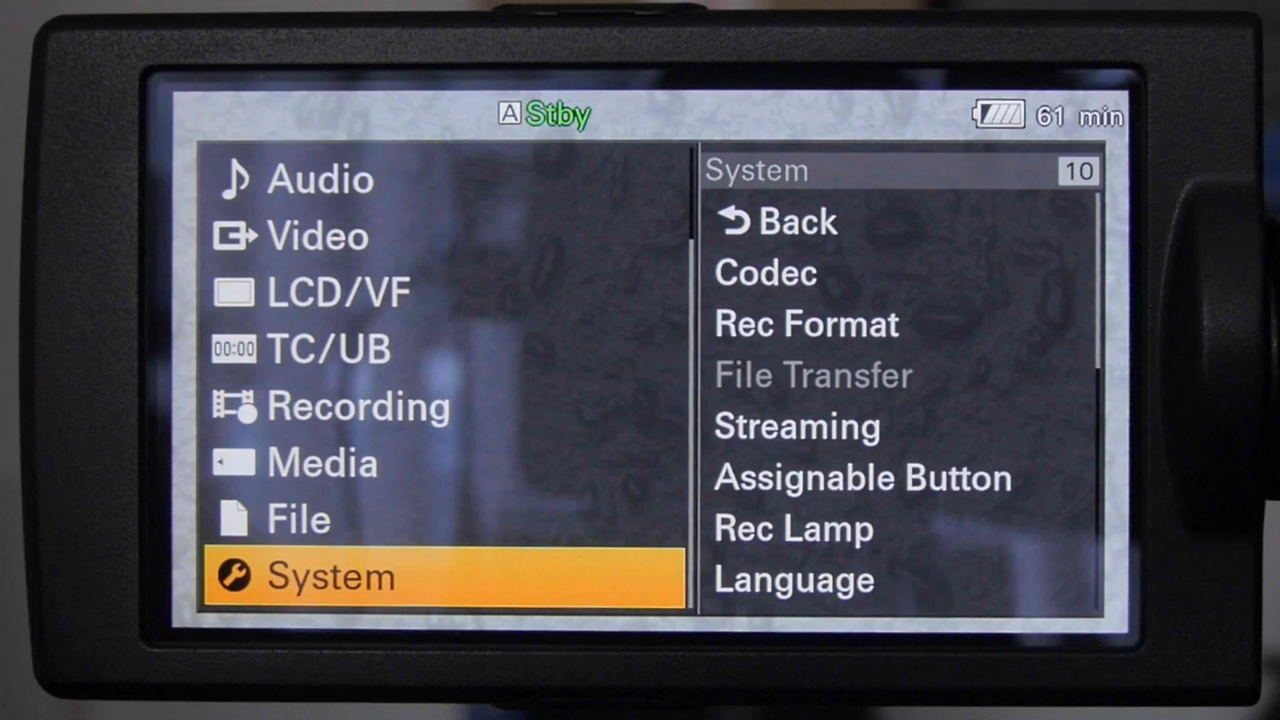 A Stby 61 min
Audio
Video
LCD/VF
00:00 TC/UB
Recording
Media
File
System
System 10
Back
Codec
Rec Format
File Transfer
Streaming
Assignable Button
Rec Lamp
Language